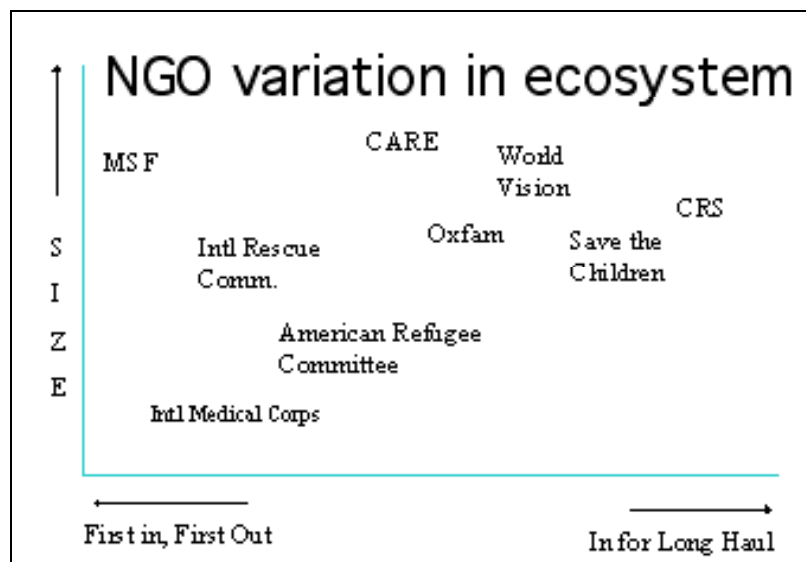 NGO variation in ecosystem
CARE
MSF
World
Vision
CRS
Oxfam
Save the
Children
Intl Rescue
Comm.
American Refugee
Committee
Intl Medical Corps
S
I
Z
E
First in, First Out
In for Long Haul